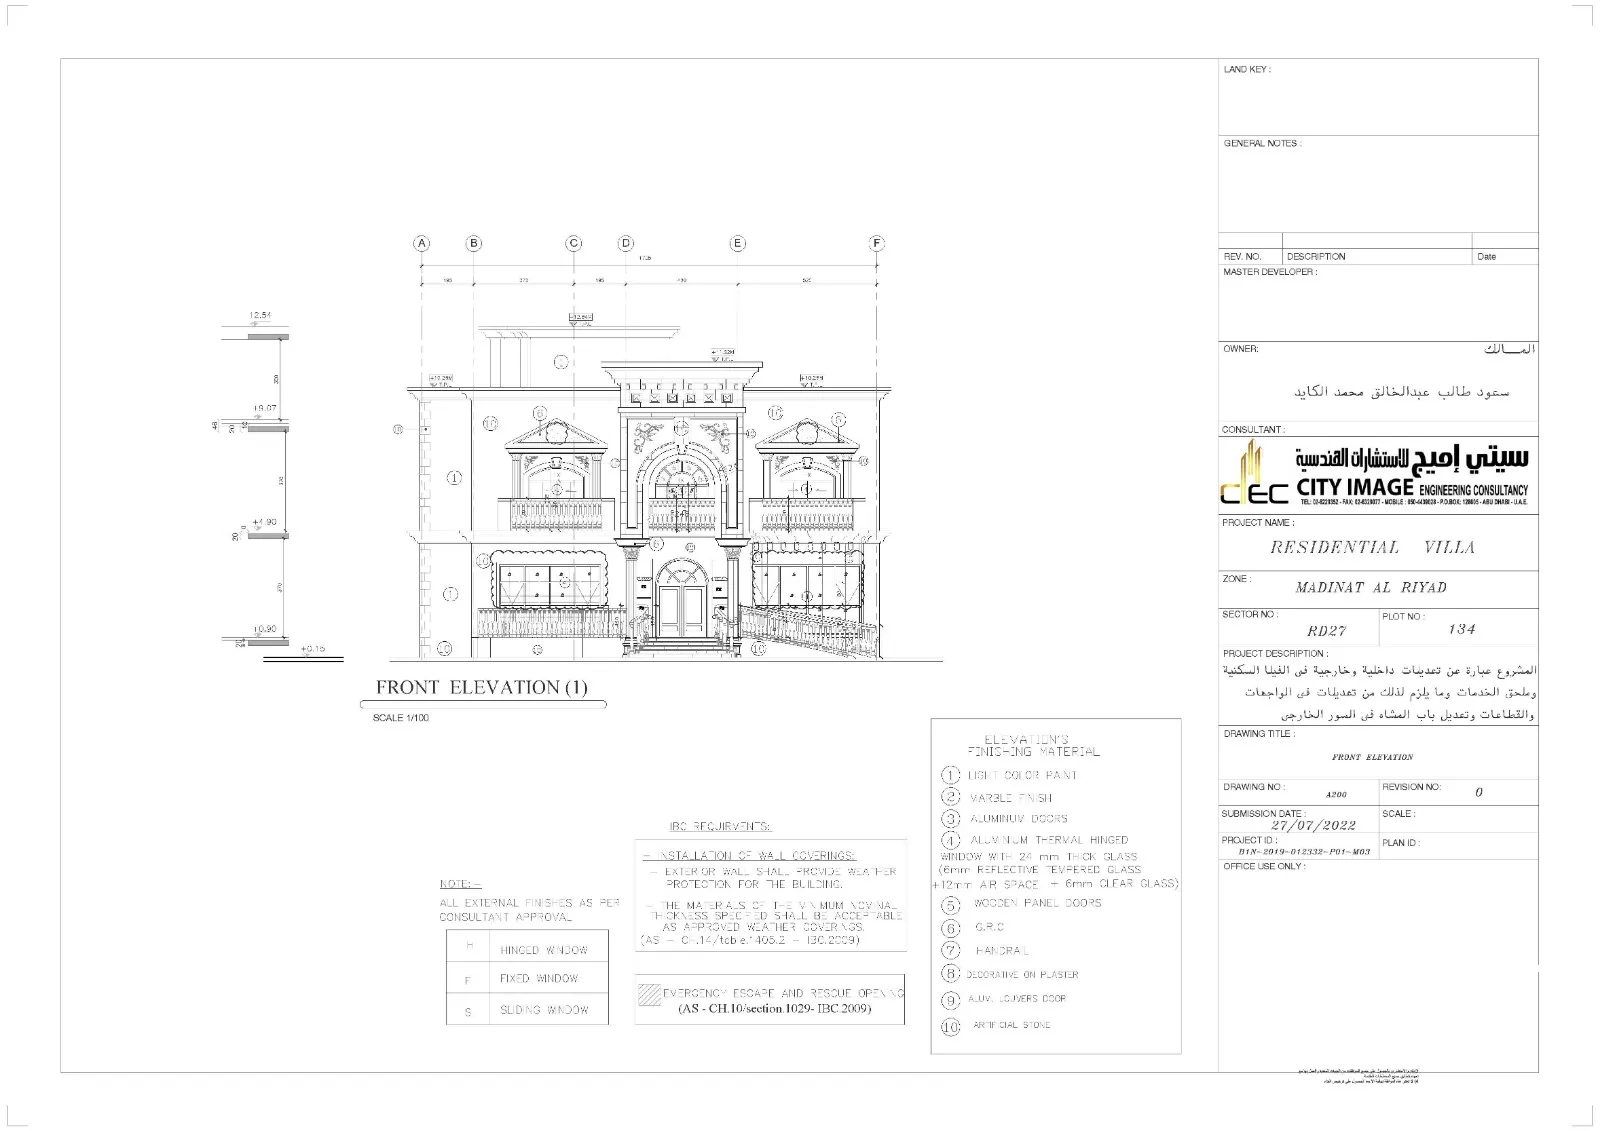 A
B
C
D
E
F
195
195
525
12.54
+9.07
+4.90
+0.90
+0.15
FRONT ELEVATION (1)
SCALE 1/100
NOTE:-
ALL EXTERNAL FINISHES AS PER
CONSULTANT APPROVAL
H HINGED WINDOW
F FIXED WINDOW
S SLIDING WINDOW
IBC REQUIRMENTS:
- INSTALLATION OF WALL COVERINGS:
- EXTERIOR WALL SHALL PROVIDE WEATHER
PROTECTION FOR THE BUILDING.
- THE MATERIALS OF THE MINIMUM NOMINAL
THICKNESS SPECIFIED SHALL BE ACCEPTABLE
AS APPROVED WEATHER COVERINGS.
(AS - CH.14/table.1405.2 - IBC.2009)
EMERGENCY ESCAPE AND RESCUE OPENING
(AS - CH.10/section.1029- IBC.2009)
ELEVATION'S
FINISHING MATERIAL
1 LIGHT COLOR PAINT
2 MARBLE FINISH
3 ALUMINUM DOORS
4 ALUMINIUM THERMAL HINGED
WINDOW WITH 24 mm THICK GLASS
(6mm REFLECTIVE TEMPERED GLASS
+12mm AIR SPACE + 6mm CLEAR GLASS)
5 WOODEN PANEL DOORS
6 G.R.C
7 HANDRAIL
8 DECORATIVE ON PLASTER
9 ALUM. LOUVERS DOOR
10 ARTIFICIAL STONE
LAND KEY :
GENERAL NOTES :
REV. NO. DESCRIPTION Date
MASTER DEVELOPER :
OWNER: المالك
سعود طالب عبدالخالق محمد الكايد
CONSULTANT :
سيتي إميج للاستشارات الهندسية
CEC CITY IMAGE ENGINEERING CONSULTANCY
PROJECT NAME :
RESIDENTIAL VILLA
ZONE :
MADINAT AL RIYAD
SECTOR NO : RD27
PLOT NO : 134
PROJECT DESCRIPTION :
المشروع عبارة عن تعديلات داخلية وخارجية فى الفيلا السكنية
وملحق الخدمات وما يلزم لذلك من تعديلات فى الواجهات
والقطاعات وتعديل باب المشاه فى السور الخارجى
DRAWING TITLE :
FRONT ELEVATION
DRAWING NO : A200
REVISION NO: 0
SUBMISSION DATE : 27/07/2022
SCALE :
PROJECT ID :
B1N-2019-012332-P01-M03
PLAN ID :
OFFICE USE ONLY :